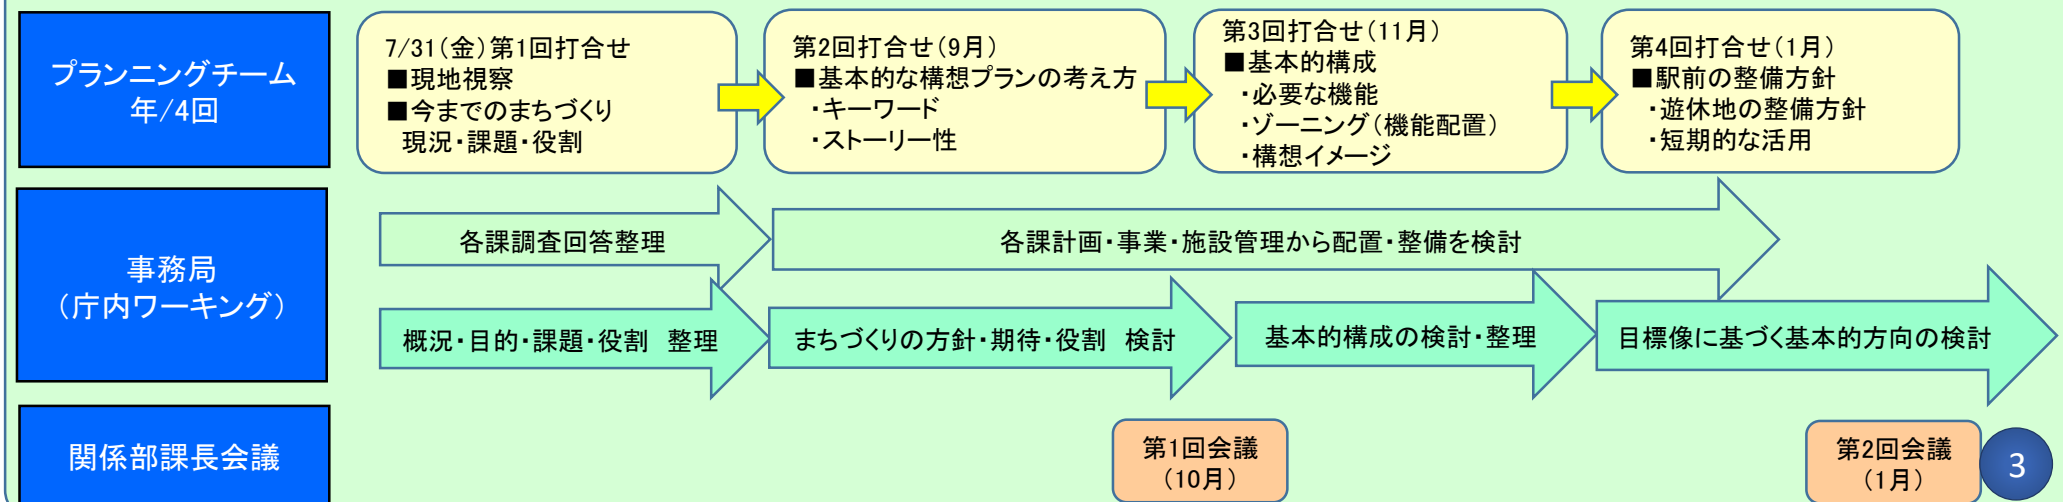 プランニングチーム
年/4回
7/31(金)第1回打合せ
■現地視察
■今までのまちづくり
現況・課題・役割
第2回打合せ(9月)
■基本的な構想プランの考え方
・キーワード
・ストーリー性
第3回打合せ(11月)
■基本的構成
・必要な機能
・ゾーニング(機能配置)
・構想イメージ
第4回打合せ(1月)
■駅前の整備方針
・遊休地の整備方針
・短期的な活用
事務局
(庁内ワーキング)
各課調査回答整理
各課計画・事業・施設管理から配置・整備を検討
概況・目的・課題・役割　整理
まちづくりの方針・期待・役割　検討
基本的構成の検討・整理
目標像に基づく基本的方向の検討
関係部課長会議
第1回会議
(10月)
第2回会議
(1月)
3